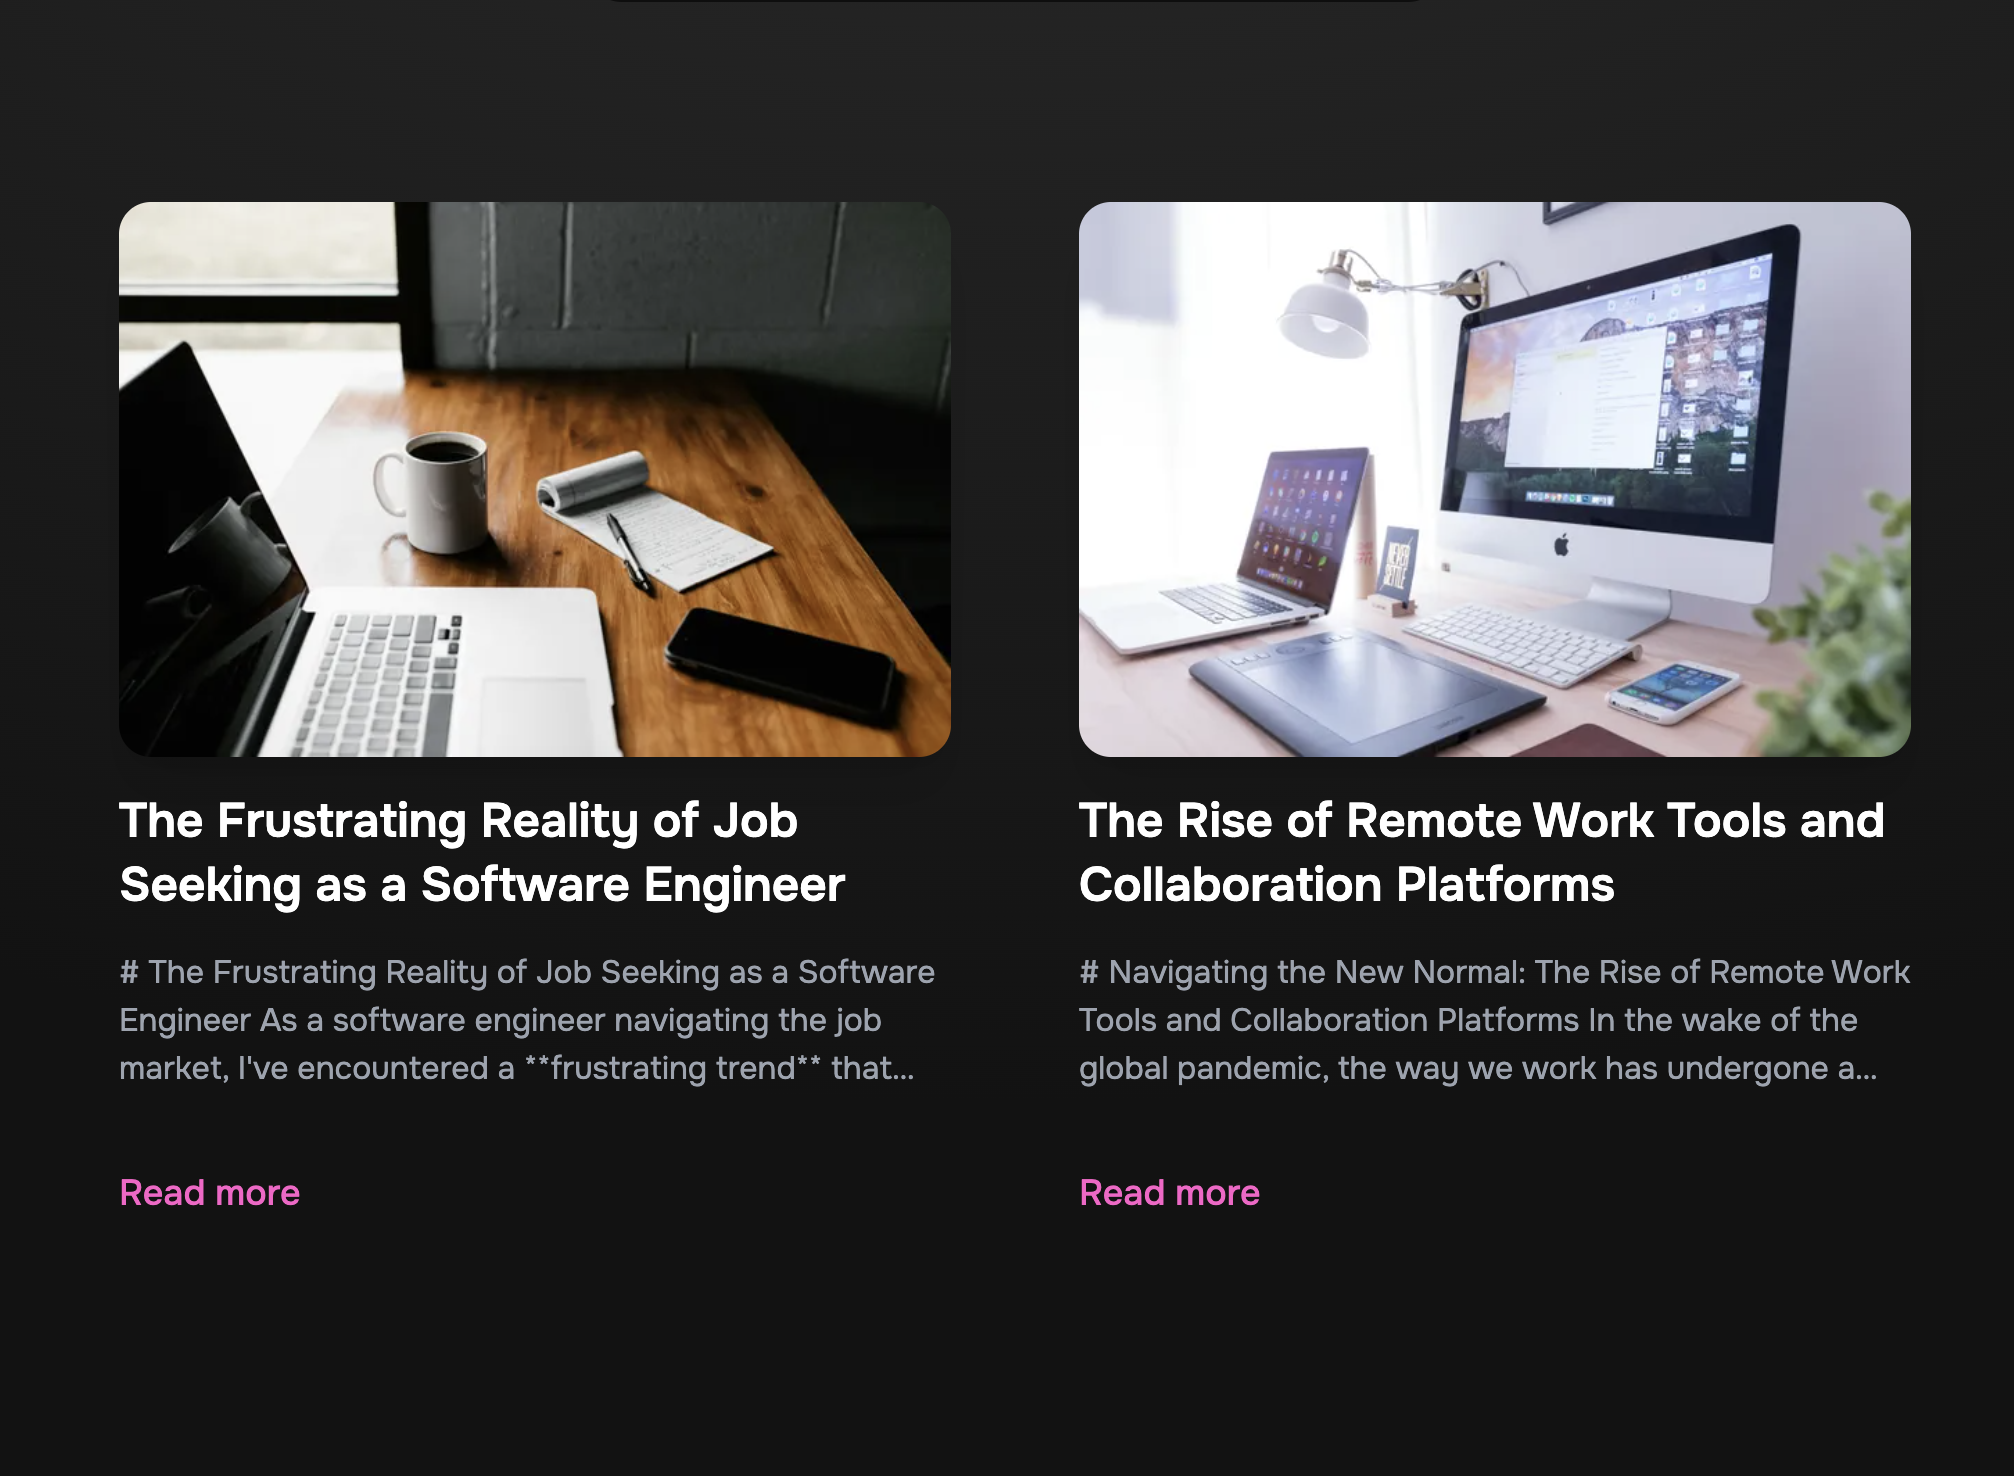 The Frustrating Reality of Job
Seeking as a Software Engineer
# The Frustrating Reality of Job Seeking as a Software
Engineer As a software engineer navigating the job
market, I've encountered a **frustrating trend** that...
Read more
NEVER
SETTLE
The Rise of Remote Work Tools and
Collaboration Platforms
# Navigating the New Normal: The Rise of Remote Work
Tools and Collaboration Platforms In the wake of the
global pandemic, the way we work has undergone a...
Read more